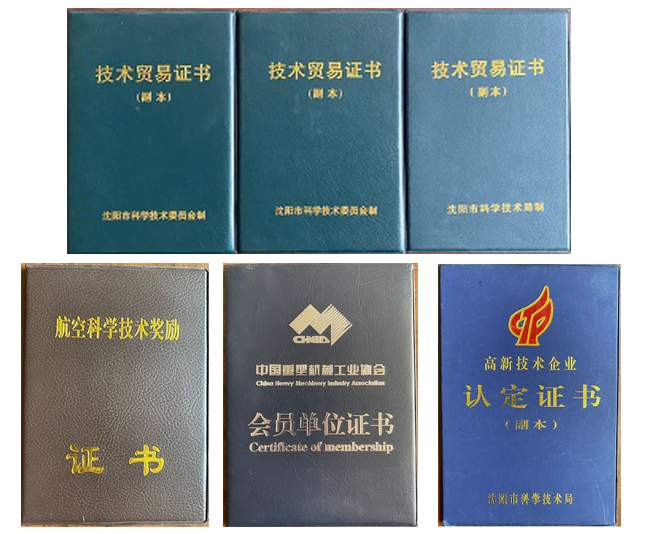 技术贸易证书
(副本)
沈阳市科学技术委员会制
技术贸易证书
(副本)
沈阳市科学技术委员会制
技术贸易证书
(副本)
沈阳市科学技术局制
航空科学技术奖励
证书
CHMIA
中国重型机械工业协会
China Heavy Machinery Industry Association
会员单位证书
Certificate of membership
高新技术企业
认定证书
(副本)
沈阳市科学技术局